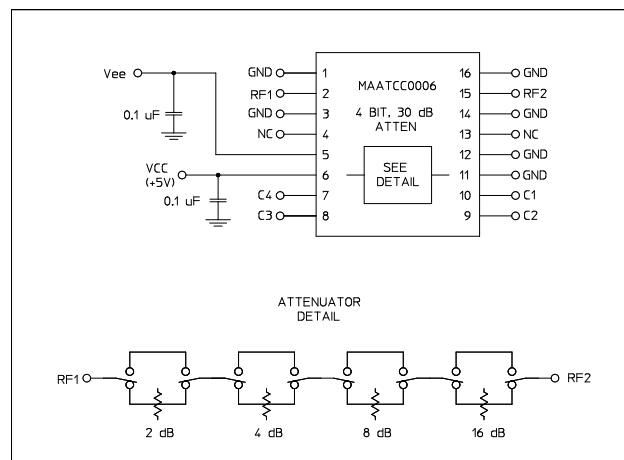 Vee
0.1 uF
VCC
(+5V)
0.1 uF
GND 1
RF1 2
GND 3
NC 4
5
6
C4 7
C3 8
MAATCC0006
4 BIT, 30 dB
ATTEN
SEE
DETAIL
16 GND
15 RF2
14 GND
13 NC
12 GND
11 GND
10 C1
9 C2
ATTENUATOR
DETAIL
RF1
RF2
2 dB
4 dB
8 dB
16 dB